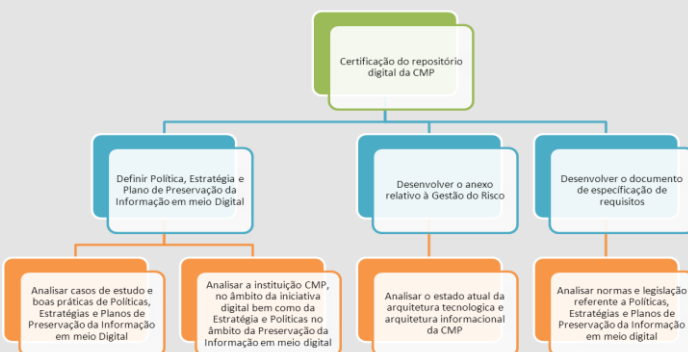 Certificação do repositório
digital da CMP
Definir Política, Estratégia e
Plano de Preservação da
Informação em meio Digital
Desenvolver o anexo
relativo à Gestão do Risco
Desenvolver o documento
de especificação de
requisitos
Analisar casos de estudo e
boas práticas de Políticas,
Estratégias e Planos de
Preservação da Informação
em meio Digital
Analisar a instituição CMP,
no âmbito da iniciativa
digital bem como da
Estratégia e Politicas no
âmbito da Preservação da
Informação em meio digital
Analisar o estado atual da
arquitetura tecnologica e
arquitetura informacional
da CMP
Analisar normas e legislação
referente a Políticas,
Estratégias e Planos de
Preservação da Informação
em meio digital